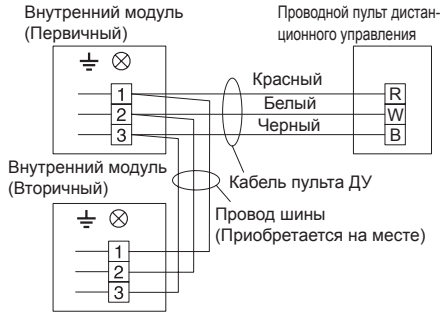 Внутренний модуль
(Первичный)
Проводной пульт дистан-
ционного управления
Красный
Белый
Черный
1
2
3
R
W
B
Внутренний модуль
(Вторичный)
Кабель пульта ДУ
Провод шины
(Приобретается на месте)
1
2
3